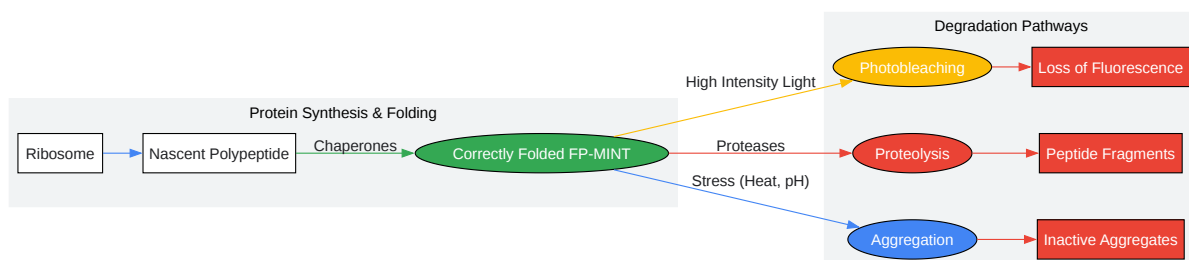 Degradation Pathways
Photobleaching
Loss of Fluorescence
High Intensity Light
Protein Synthesis & Folding
Ribosome
Nascent Polypeptide
Chaperones
Correctly Folded FP-MINT
Proteases
Proteolysis
Peptide Fragments
Stress (Heat, pH)
Aggregation
Inactive Aggregates